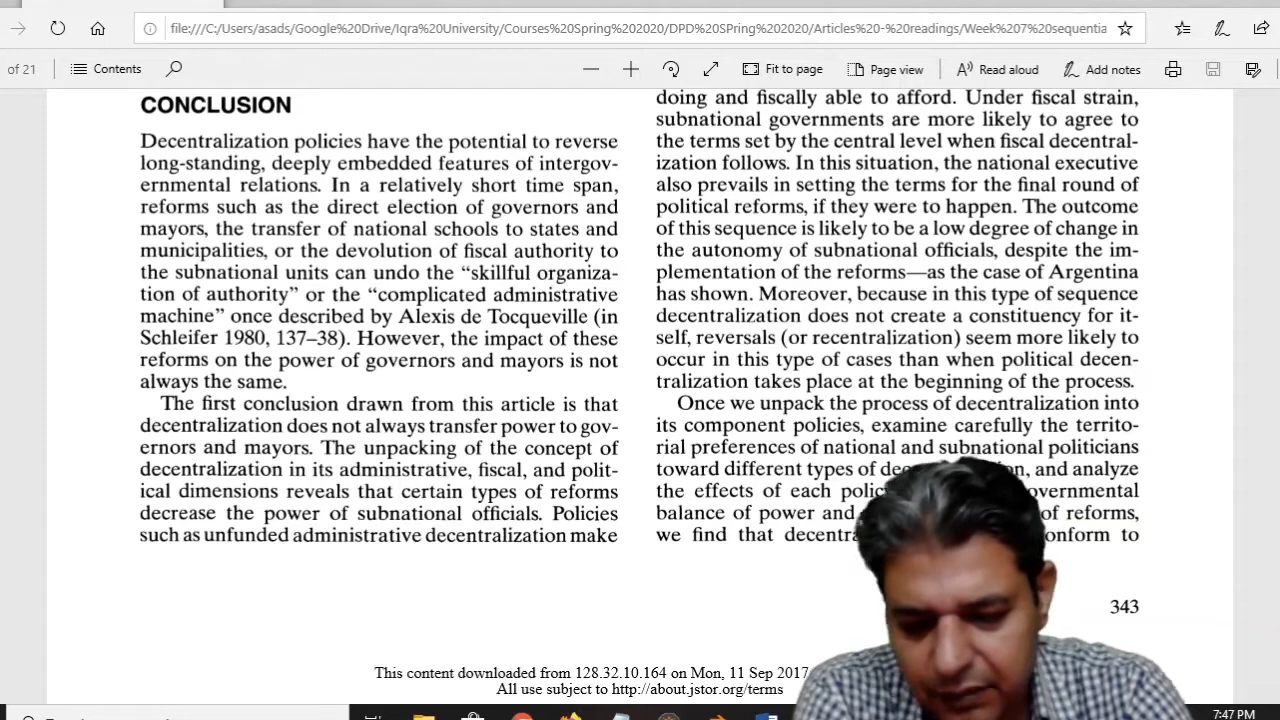 file:///C:/Users/asads/Google%20Drive/Iqra%20University/Courses%20Spring%202020/DPD%20SPring%202020/Articles%20-%20readings/Week%207%20sequentia
of 21
Contents
Fit to page
Page view
Read aloud
Add notes
CONCLUSION
Decentralization policies have the potential to reverse
long-standing, deeply embedded features of intergov-
ernmental relations. In a relatively short time span,
reforms such as the direct election of governors and
mayors, the transfer of national schools to states and
municipalities, or the devolution of fiscal authority to
the subnational units can undo the “skillful organiza-
tion of authority” or the “complicated administrative
machine” once described by Alexis de Tocqueville (in
Schleifer 1980, 137–38). However, the impact of these
reforms on the power of governors and mayors is not
always the same.
The first conclusion drawn from this article is that
decentralization does not always transfer power to gov-
ernors and mayors. The unpacking of the concept of
decentralization in its administrative, fiscal, and polit-
ical dimensions reveals that certain types of reforms
decrease the power of subnational officials. Policies
such as unfunded administrative decentralization make
doing and fiscally able to afford. Under fiscal strain,
subnational governments are more likely to agree to
the terms set by the central level when fiscal decentral-
ization follows. In this situation, the national executive
also prevails in setting the terms for the final round of
political reforms, if they were to happen. The outcome
of this sequence is likely to be a low degree of change in
the autonomy of subnational officials, despite the im-
plementation of the reforms—as the case of Argentina
has shown. Moreover, because in this type of sequence
decentralization does not create a constituency for it-
self, reversals (or recentralization) seem more likely to
occur in this type of cases than when political decen-
tralization takes place at the beginning of the process.
Once we unpack the process of decentralization into
its component policies, examine carefully the territo-
rial preferences of national and subnational politicians
toward different types of and analyze
the effects of each
balance of power and of reforms,
we find that to
343
This content downloaded from 128.32.10.164 on Mon, 11 Sep 2017
All use subject to http://about.jstor.org/terms
7:47 PM